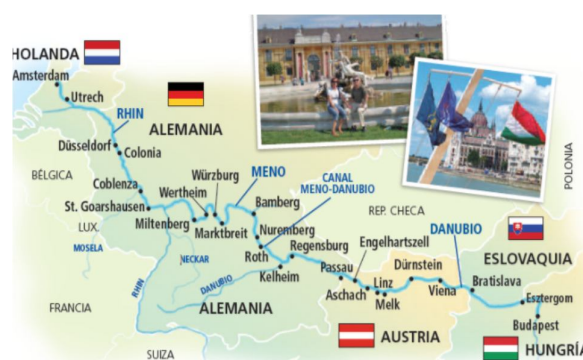 HOLANDA
Amsterdam
Utrech
RHIN
ALEMANIA
Düsseldorf
Colonia
BÉLGICA
Coblenza
Wertheim
Würzburg
MENO
CANAL
MENO-DANUBIO
POLONIA
St. Goarshausen
Bamberg
REP. CHECA
LUX.
Miltenberg
Marktbreit
Nuremberg
MOSELA
NECKAR
Roth
Regensburg
Engelhartszell
DANUBIO
ESLOVAQUIA
RHIN
DANUBIO
Kelheim
Passau
Dürnstein
Bratislava
FRANCIA
ALEMANIA
Aschach
Linz
Melk
Viena
Esztergom
Budapest
SUIZA
AUSTRIA
HUNGRÍA